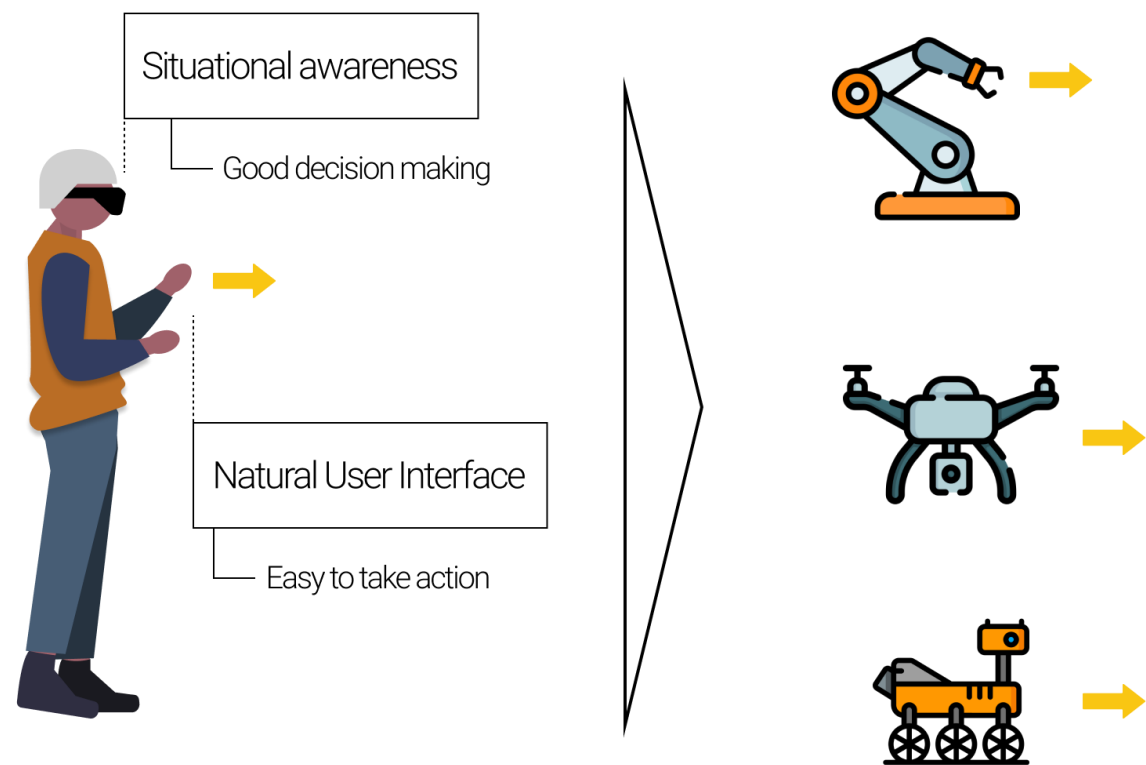 Situational awareness
Good decision making
Natural User Interface
Easy to take action